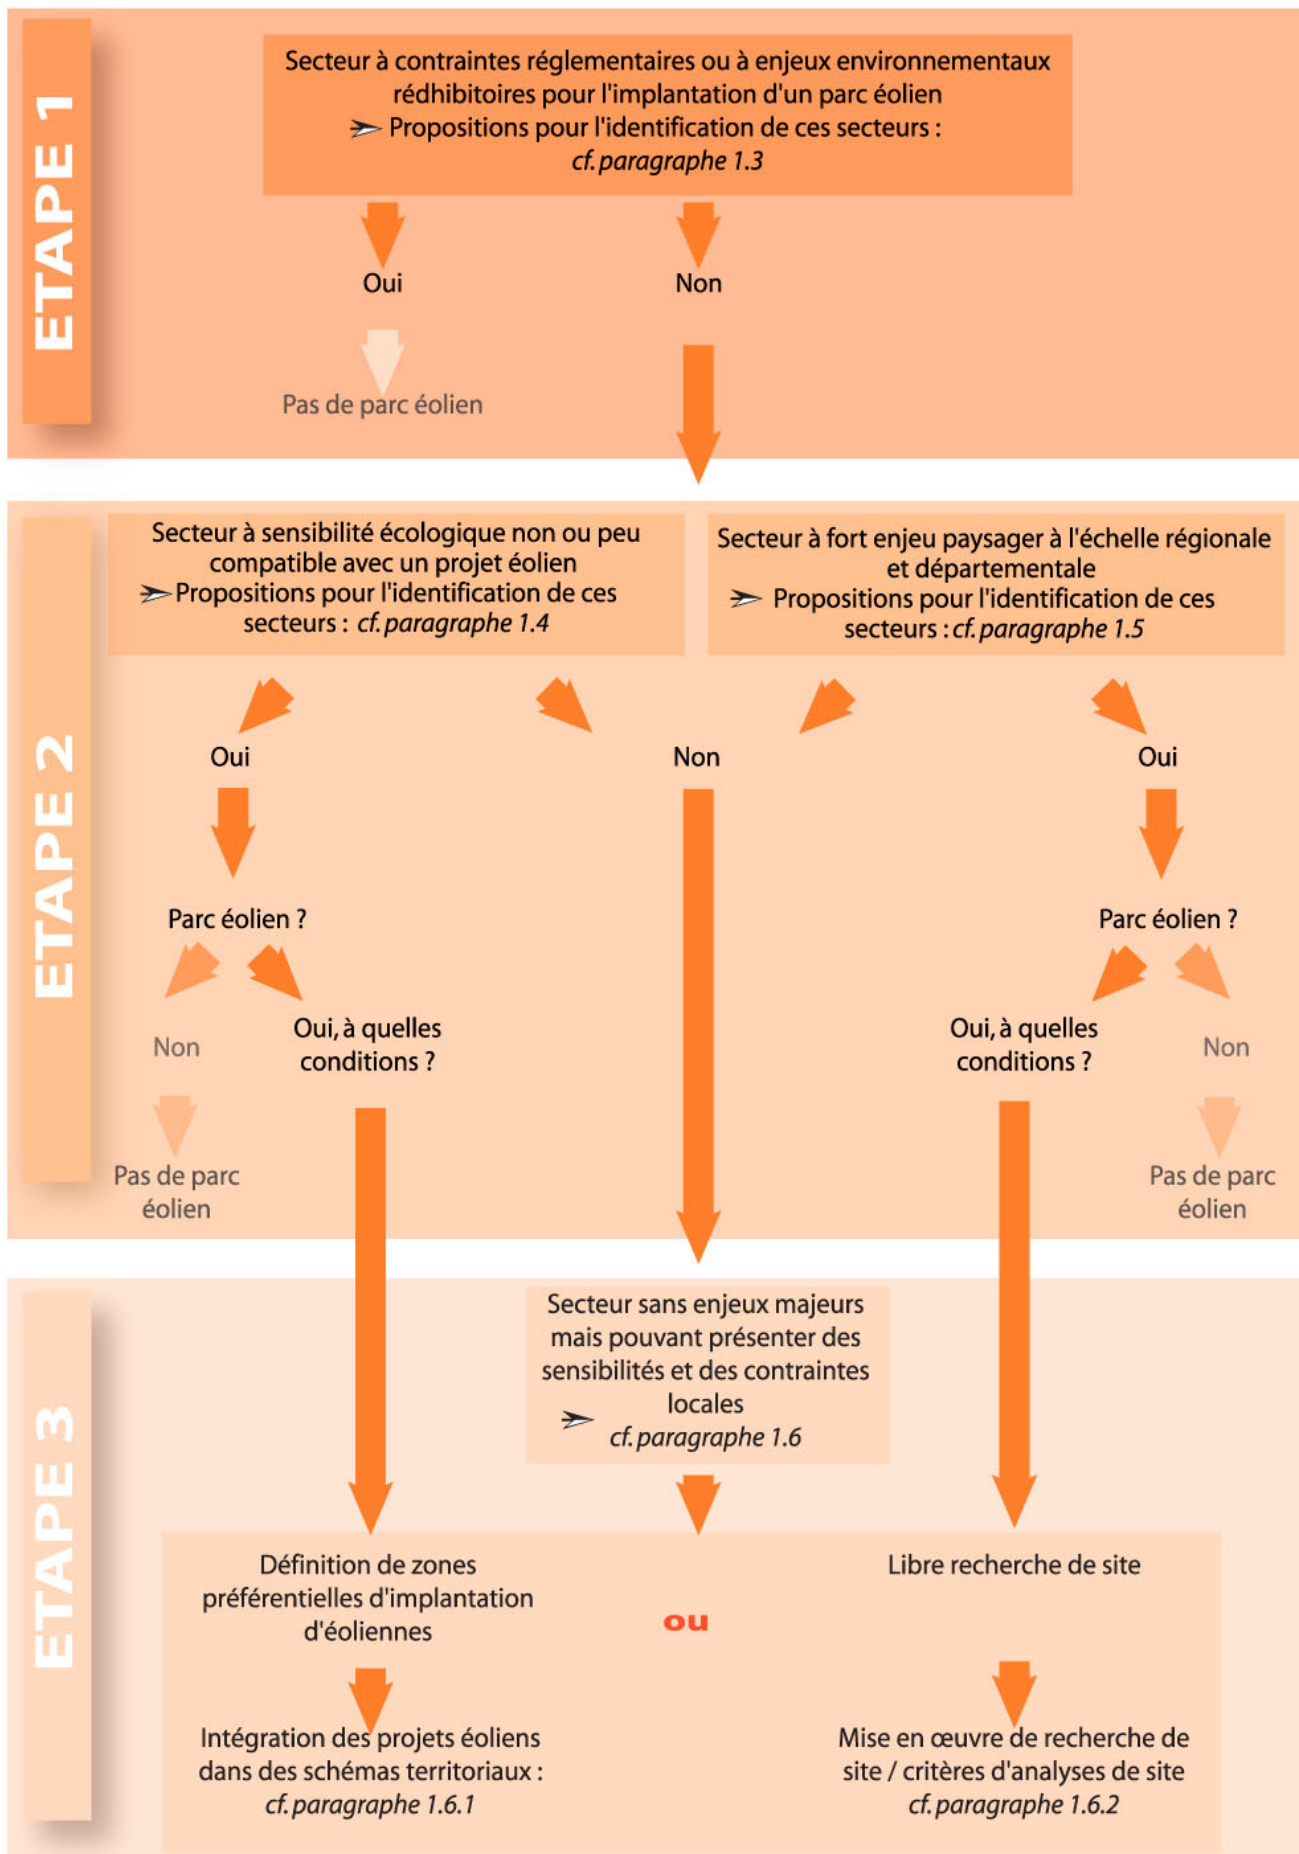 ETAPE 1
Secteur à contraintes réglementaires ou à enjeux environnementaux
rédhibitoires pour l'implantation d'un parc éolien
➢ Propositions pour l'identification de ces secteurs :
cf. paragraphe 1.3
Oui
Non
Pas de parc éolien
ETAPE 2
Secteur à sensibilité écologique non ou peu
compatible avec un projet éolien
➢ Propositions pour l'identification de ces
secteurs : cf. paragraphe 1.4
Secteur à fort enjeu paysager à l'échelle régionale
et départementale
➢ Propositions pour l'identification de ces
secteurs : cf. paragraphe 1.5
Oui
Non
Oui
Parc éolien ?
Parc éolien ?
Non
Oui, à quelles
conditions ?
Oui, à quelles
conditions ?
Non
Pas de parc
éolien
Pas de parc
éolien
ETAPE 3
Secteur sans enjeux majeurs
mais pouvant présenter des
sensibilités et des contraintes
locales
➢ cf. paragraphe 1.6
Définition de zones
préférentielles d'implantation
d'éoliennes
ou
Libre recherche de site
Intégration des projets éoliens
dans des schémas territoriaux :
cf. paragraphe 1.6.1
Mise en œuvre de recherche de
site / critères d'analyses de site
cf. paragraphe 1.6.2